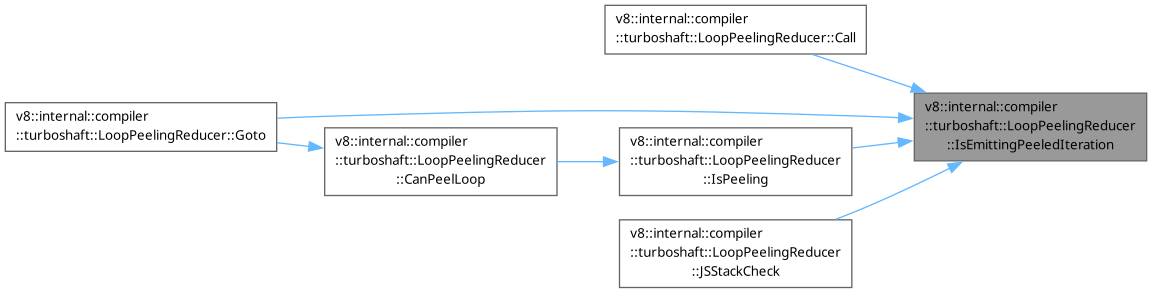 v8::internal::compiler
::turboshaft::LoopPeelingReducer::Call
v8::internal::compiler
::turboshaft::LoopPeelingReducer
::IsEmittingPeeledIteration
v8::internal::compiler
::turboshaft::LoopPeelingReducer::Goto
v8::internal::compiler
::turboshaft::LoopPeelingReducer
::CanPeelLoop
v8::internal::compiler
::turboshaft::LoopPeelingReducer
::IsPeeling
v8::internal::compiler
::turboshaft::LoopPeelingReducer
::JSStackCheck